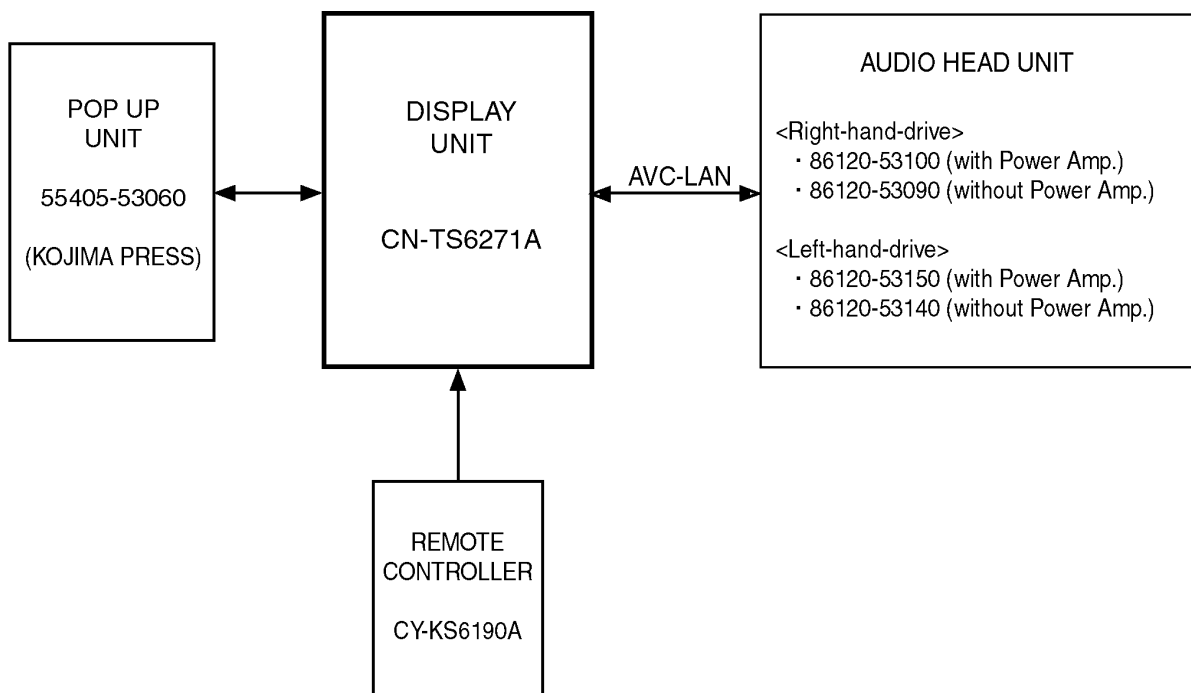 POP UP
UNIT
55405-53060
(KOJIMA PRESS)
DISPLAY
UNIT
CN-TS6271A
AVC-LAN
AUDIO HEAD UNIT
<Right-hand-drive>
・86120-53100 (with Power Amp.)
・86120-53090 (without Power Amp.)
<Left-hand-drive>
・86120-53150 (with Power Amp.)
・86120-53140 (without Power Amp.)
REMOTE
CONTROLLER
CY-KS6190A